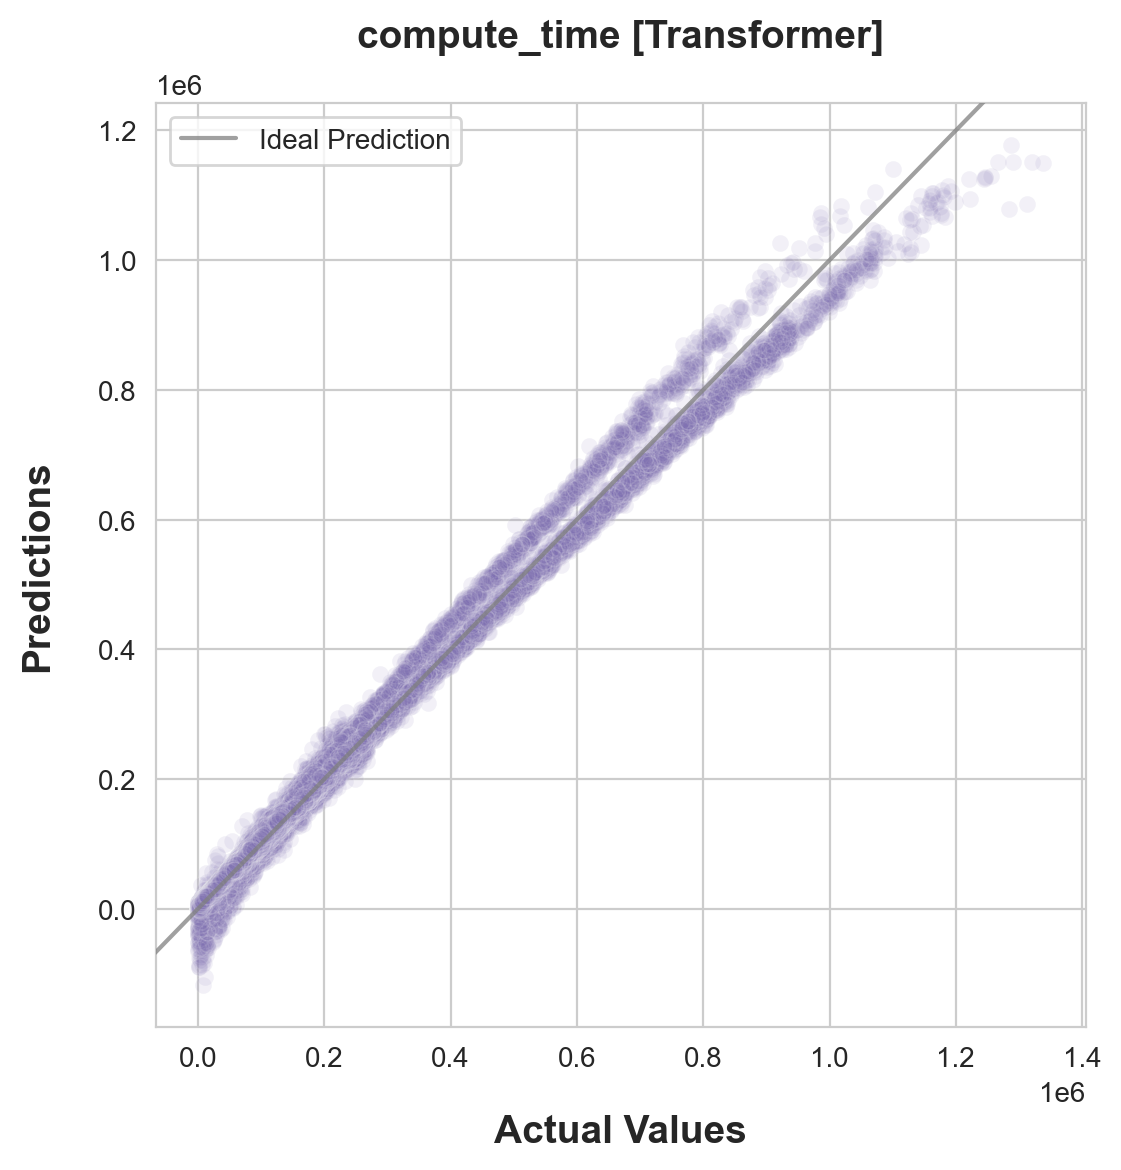 compute_time [Transformer]
1e6
Ideal Prediction
1.2
1.0
0.8
0.6
0.4
0.2
0.0
Predictions
0.0 0.2 0.4 0.6 0.8 1.0 1.2 1.4
1e6
Actual Values